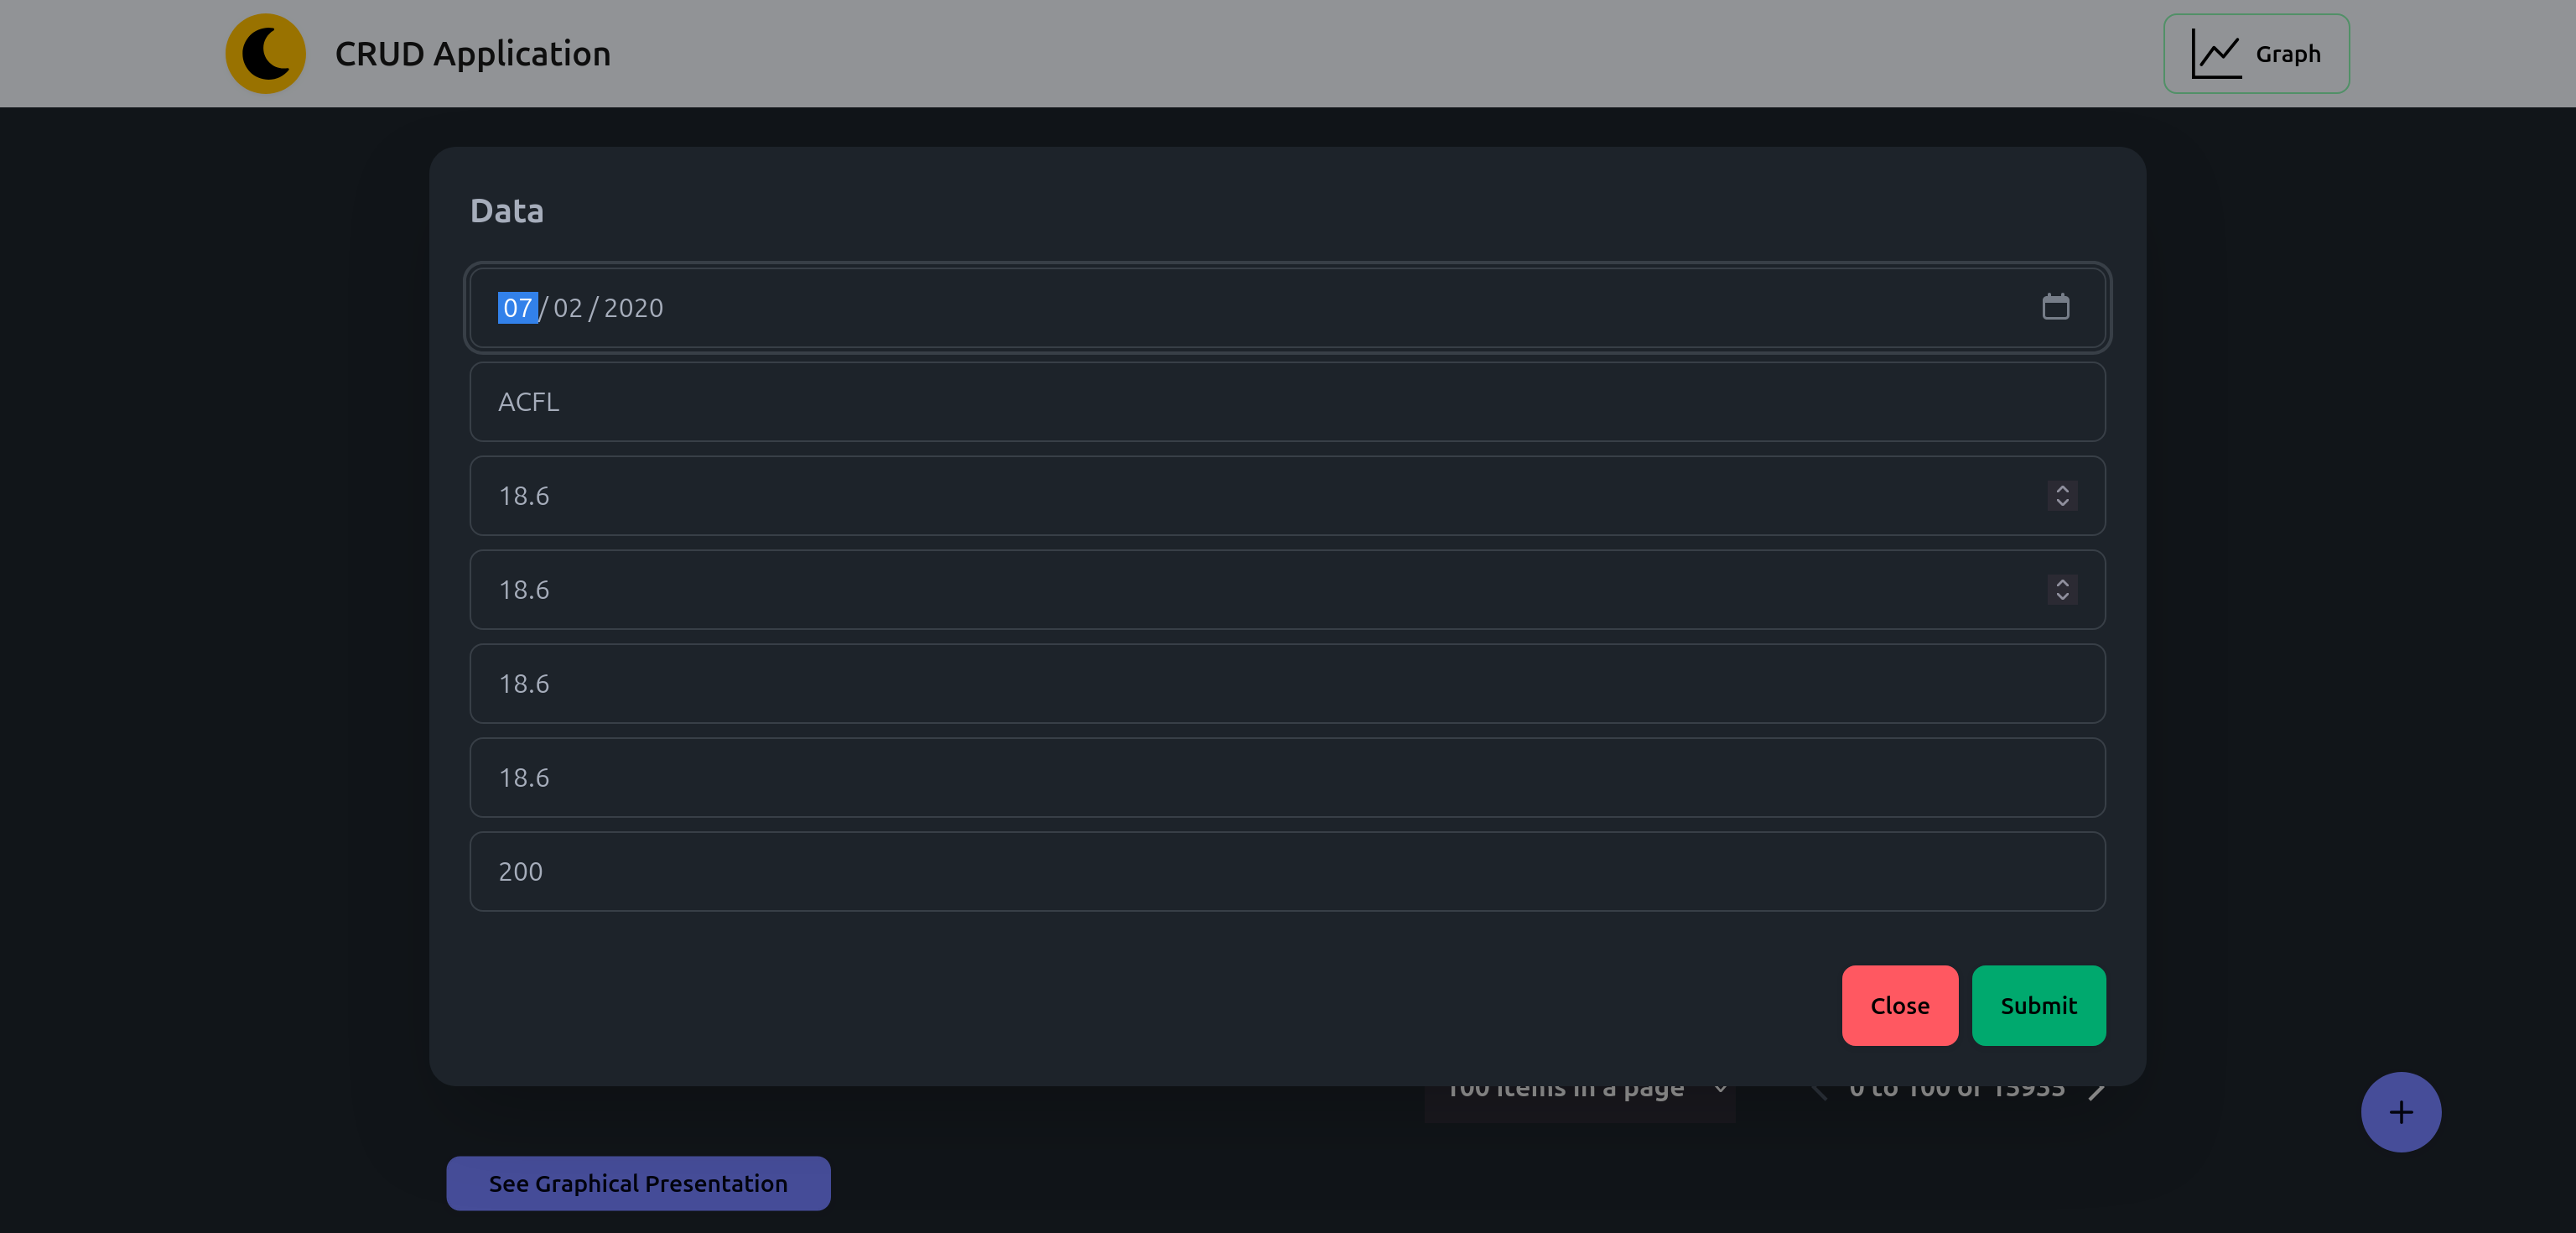 CRUD Application
Graph
Data
07/02/2020
ACFL
18.6
18.6
18.6
18.6
200
Close Submit
100 items in a page 0 to 100 of 15935
+
See Graphical Presentation